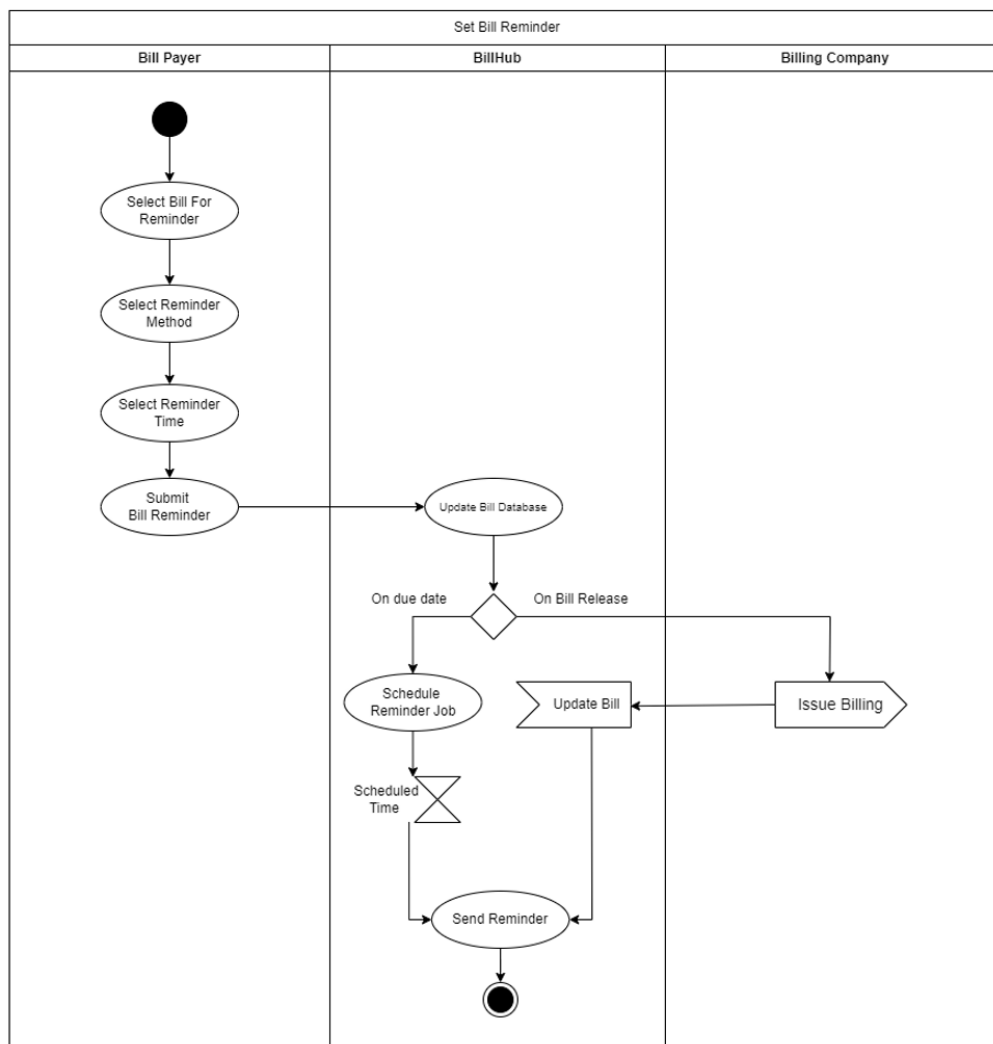 Set Bill Reminder
Bill Payer
BillHub
Billing Company
Select Bill For
Reminder
Select Reminder
Method
Select Reminder
Time
Submit
Bill Reminder
Update Bill Database
On due date
On Bill Release
Schedule
Reminder Job
Update Bill
Issue Billing
Scheduled
Time
Send Reminder